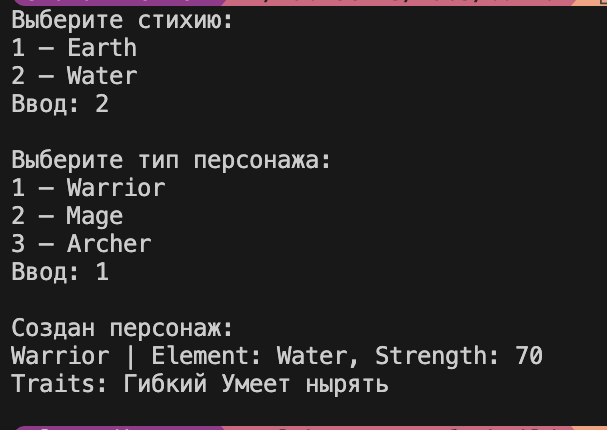 Выберите стихию:
1 — Earth
2 — Water
Ввод: 2
Выберите тип персонажа:
1 — Warrior
2 — Mage
3 — Archer
Ввод: 1
Создан персонаж:
Warrior | Element: Water, Strength: 70
Traits: Гибкий Умеет нырять